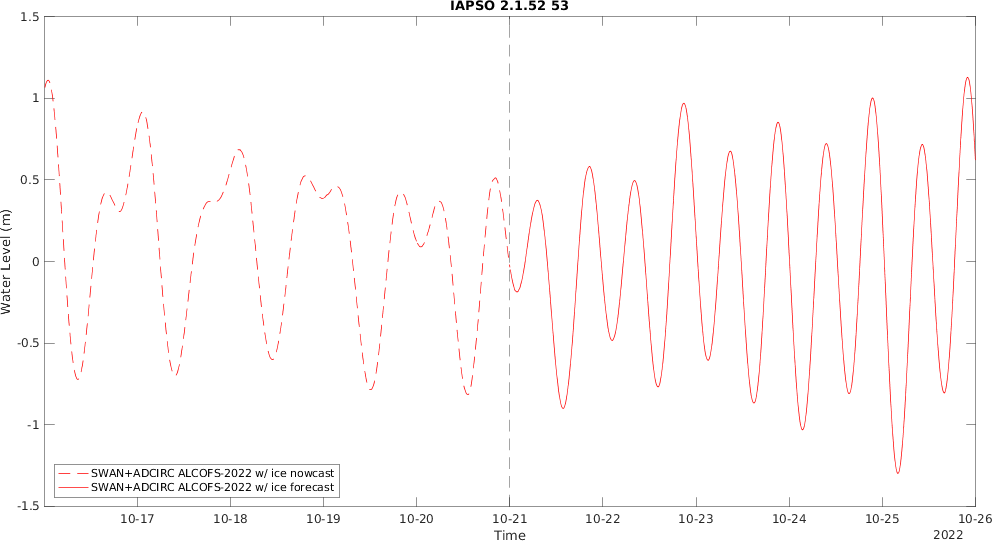 IAPSO 2.1.52 53
1.5
1
0.5
0
-0.5
-1
-1.5
Water Level (m)
SWAN+ADCIRC ALCOFS-2022 w/ ice nowcast
SWAN+ADCIRC ALCOFS-2022 w/ ice forecast
10-17 10-18 10-19 10-20 10-21 10-22 10-23 10-24 10-25 10-26
Time
2022